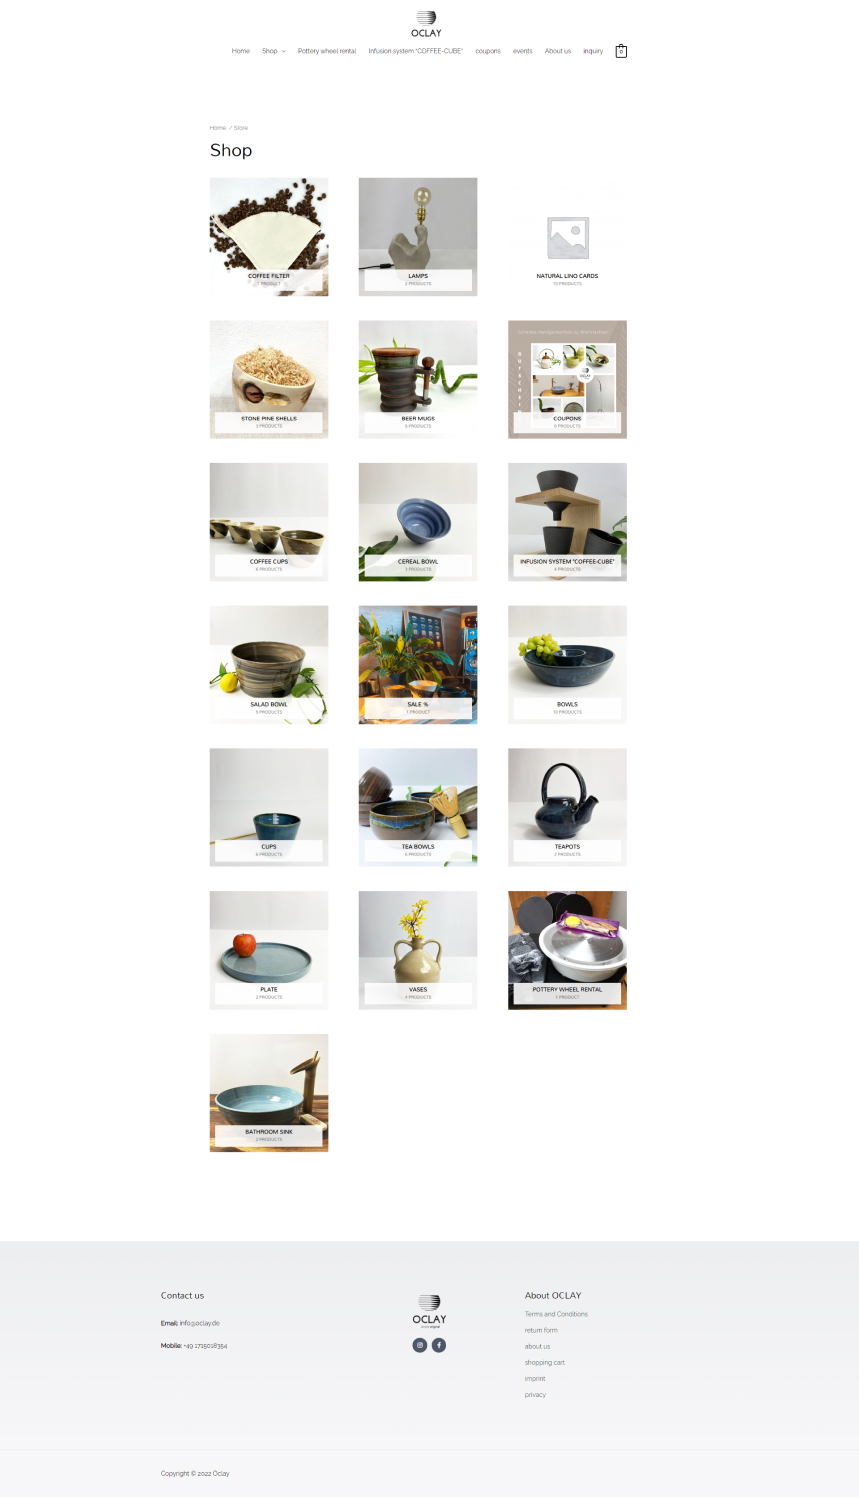 OCLAY
Home Shop Pottery wheel rental Infusion system "COFFEE-CUBE" coupons events About us inquiry 0
Home / Store
Shop
COFFEE FILTER
1 PRODUCT
LAMPS
2 PRODUCTS
NATURAL LINO CARDS
10 PRODUCTS
STONE PINE SHELLS
3 PRODUCTS
BEER MUGS
5 PRODUCTS
OCLAY
COUPONS
6 PRODUCTS
COFFEE CUPS
6 PRODUCTS
CEREAL BOWL
3 PRODUCTS
INFUSION SYSTEM "COFFEE-CUBE"
4 PRODUCTS
SALAD BOWL
5 PRODUCTS
SALE %
1 PRODUCT
BOWLS
10 PRODUCTS
CUPS
6 PRODUCTS
TEA BOWLS
6 PRODUCTS
TEAPOTS
2 PRODUCTS
PLATE
2 PRODUCTS
VASES
4 PRODUCTS
POTTERY WHEEL RENTAL
1 PRODUCT
BATHROOM SINK
2 PRODUCTS
Contact us
Email: info@oclay.de
Mobile: +49 1715018354
OCLAY
About OCLAY
Terms and Conditions
return form
about us
shopping cart
imprint
privacy
Copyright © 2022 Oclay